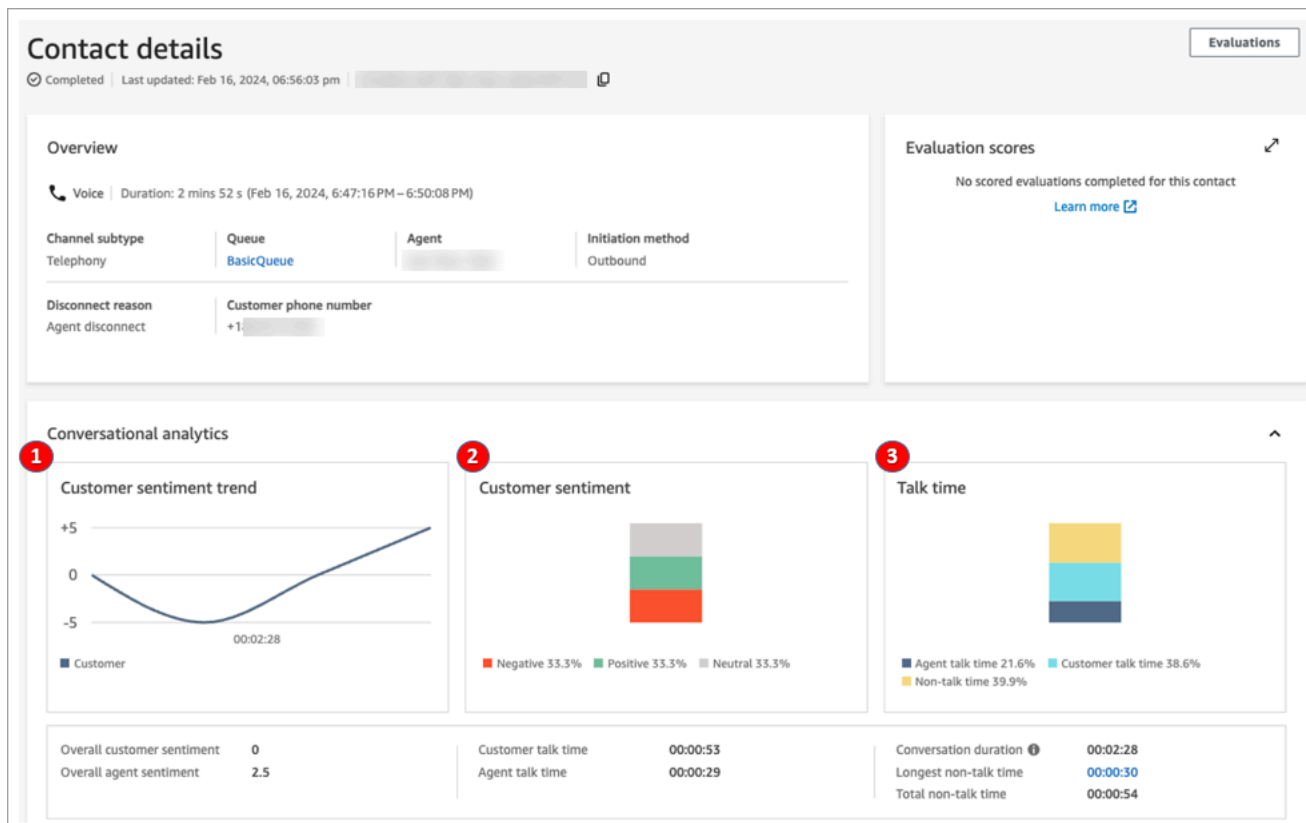 Contact details
Evaluations
Completed Last updated: Feb 16, 2024, 06:56:03 pm
Overview
Voice Duration: 2 mins 52 s (Feb 16, 2024, 6:47:16 PM – 6:50:08 PM)
Channel subtype Queue Agent Initiation method
Telephony BasicQueue Outbound
Disconnect reason Customer phone number
Agent disconnect +1
Evaluation scores
No scored evaluations completed for this contact
Learn more
Conversational analytics
1
Customer sentiment trend
+5
0
-5
00:02:28
Customer
2
Customer sentiment
Negative 33.3% Positive 33.3% Neutral 33.3%
3
Talk time
Agent talk time 21.6% Customer talk time 38.6%
Non-talk time 39.9%
Overall customer sentiment 0
Overall agent sentiment 2.5
Customer talk time 00:00:53
Agent talk time 00:00:29
Conversation duration 00:02:28
Longest non-talk time 00:00:30
Total non-talk time 00:00:54